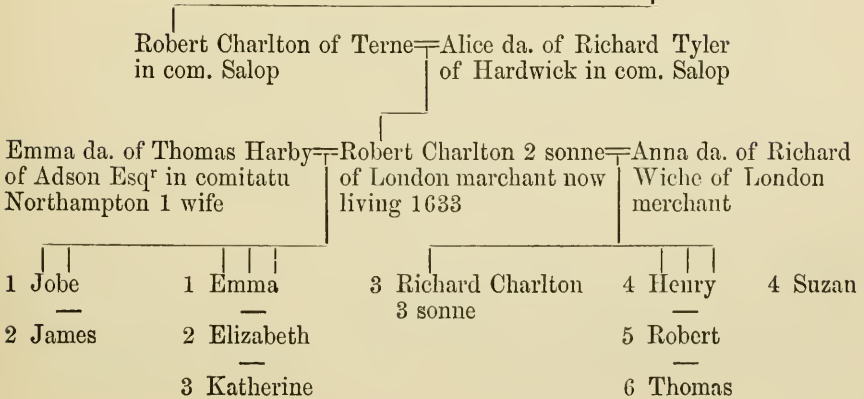 Robert Charlton of Terne=Alice da. of Richard Tyler
in com. Salop of Hardwick in com. Salop
Emma da. of Thomas Harby=Robert Charlton 2 sonne=Anna da. of Richard
of Adson Esqʳ in comitatu of London marchant now Wiche of London
Northampton 1 wife living 1633 merchant
1 Jobe 1 Emma 3 Richard Charlton 4 Henry 4 Suzan
3 sonne
2 James 2 Elizabeth 5 Robert
3 Katherine 6 Thomas